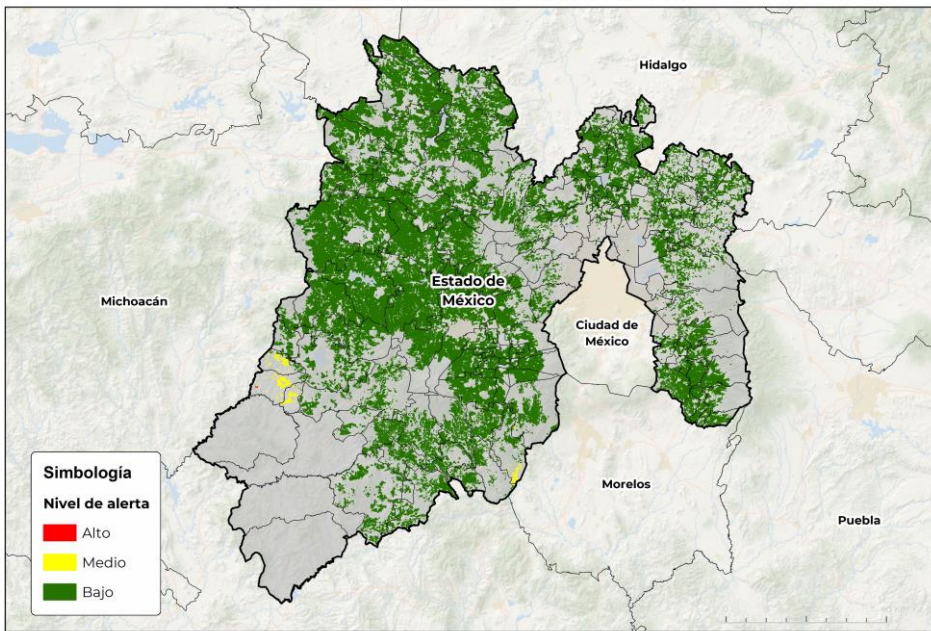 Hidalgo
Michoacán
Estado de
México
Ciudad de
México
Morelos
Puebla
Simbología
Nivel de alerta
Alto
Medio
Bajo